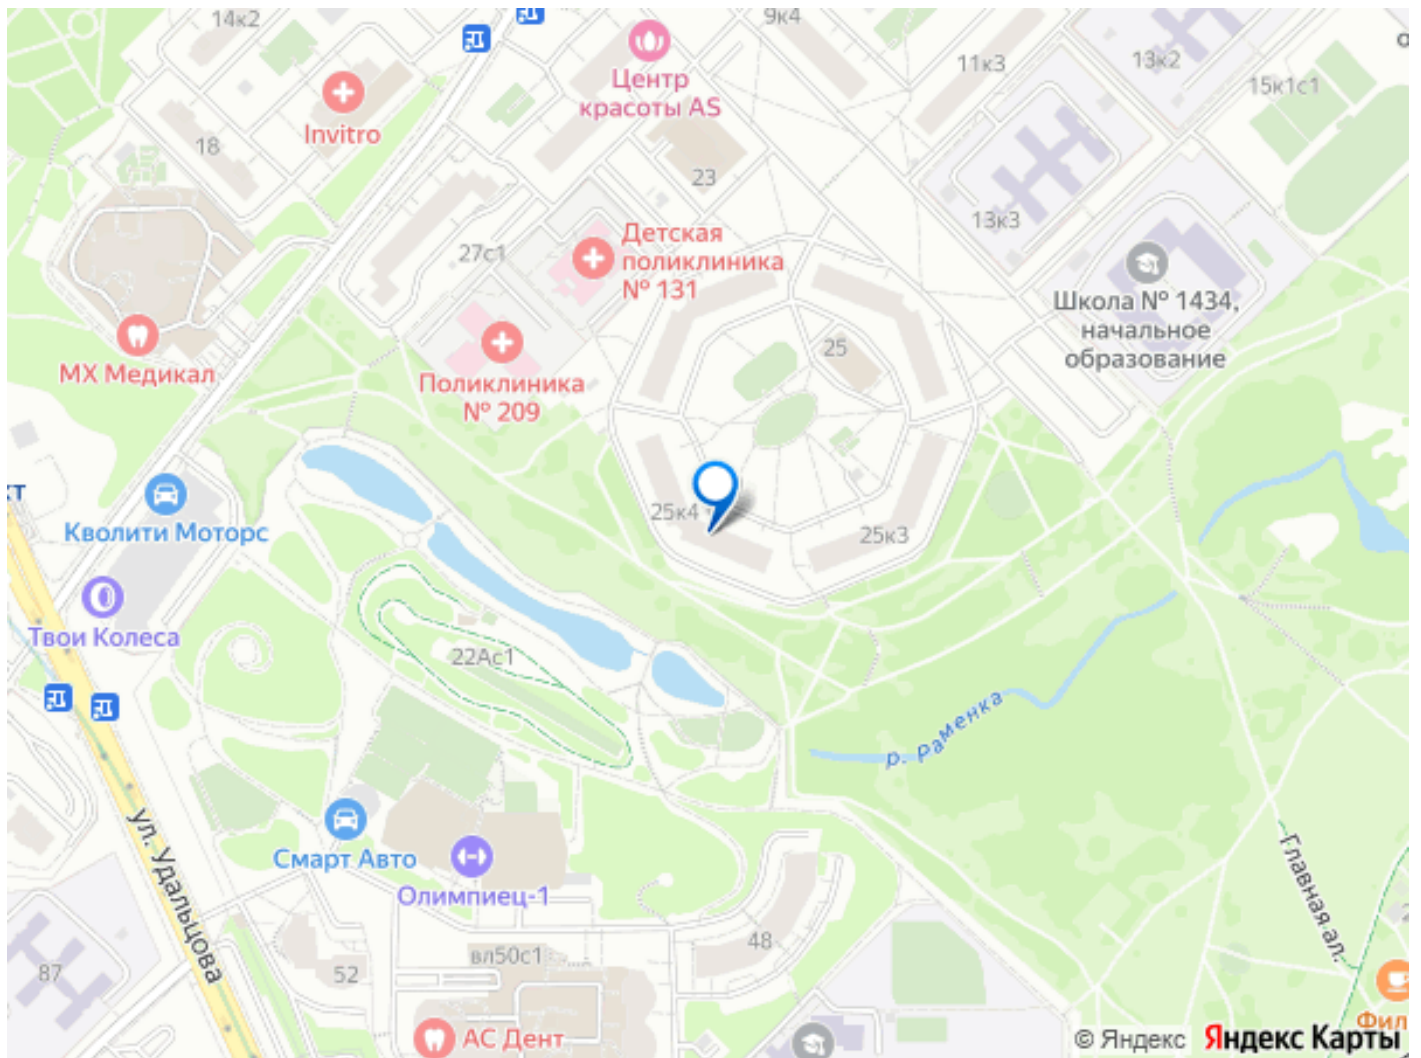 14к2
9к4
11к3
13к2
15к1с1
Центр
красоты AS
Invitro
18
23
13к3
27с1
Детская
поликлиника
№ 131
Школа № 1434,
начальное
образование
25
МХ Медикал
Поликлиника
№ 209
кт
Кволити Моторс
25к4
25к3
Твои Колеса
22Ас1
р. Раменка
ул. Удальцова
Смарт Авто
Олимпиец-1
Главная ал.
48
вл50с1
52
87
АС Дент
Фил
© Яндекс Яндекс Карты